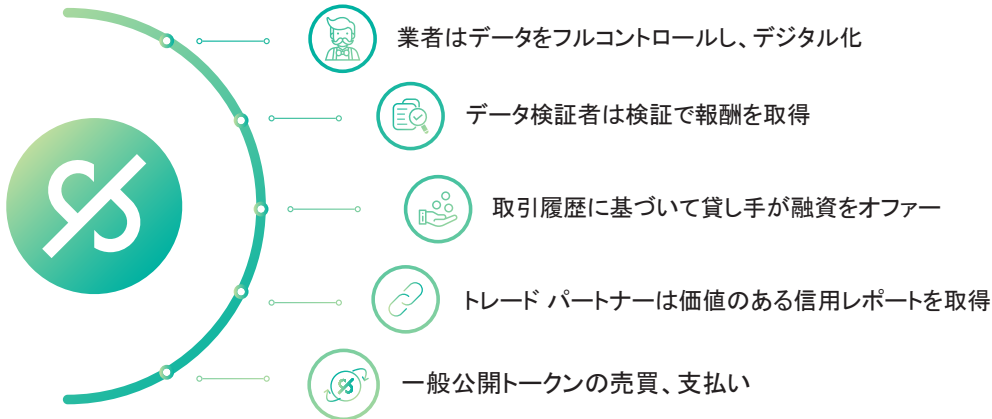 業者はデータをフルコントロールし、デジタル化
データ検証者は検証で報酬を取得
取引履歴に基づいて貸し手が融資をオファー
トレード パートナーは価値のある信用レポートを取得
一般公開トークンの売買、支払い